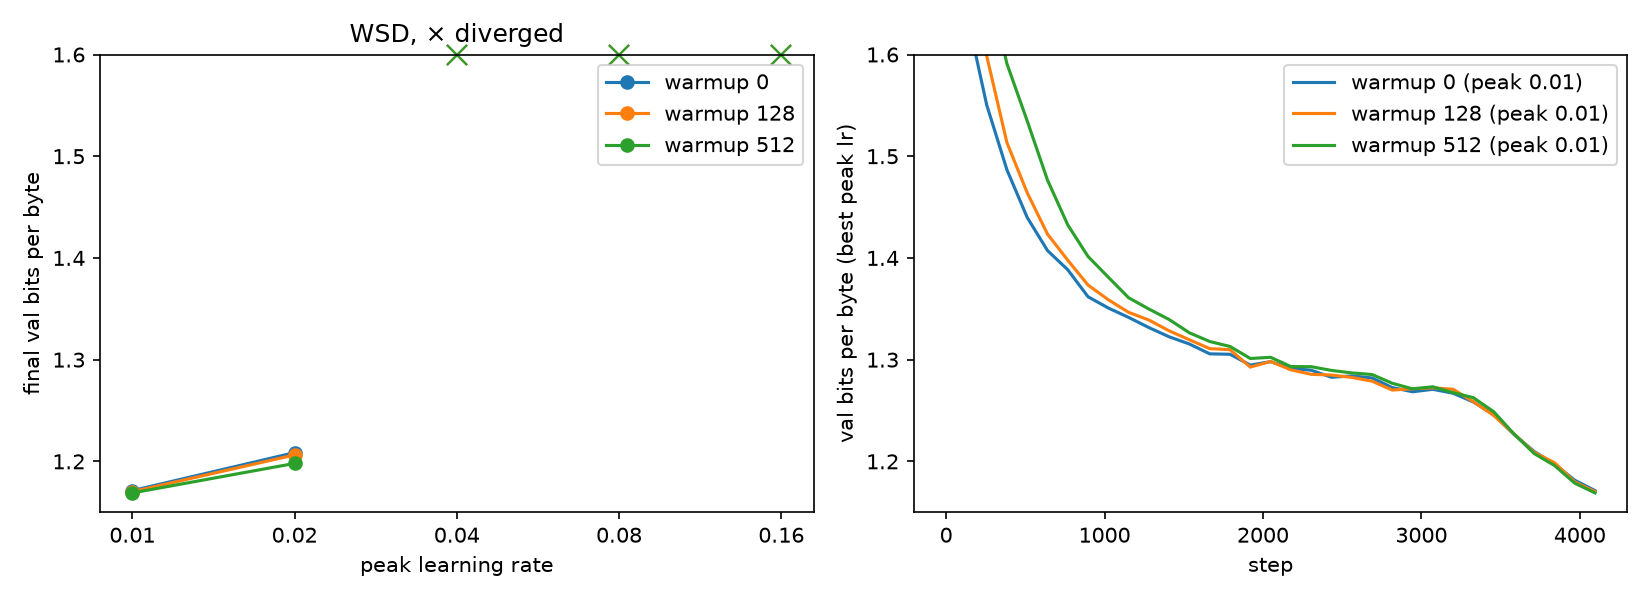 WSD, × diverged
final val bits per byte
1.6
1.5
1.4
1.3
1.2
warmup 0
warmup 128
warmup 512
0.01 0.02 0.04 0.08 0.16
peak learning rate
val bits per byte (best peak lr)
1.6
1.5
1.4
1.3
1.2
warmup 0 (peak 0.01)
warmup 128 (peak 0.01)
warmup 512 (peak 0.01)
0 1000 2000 3000 4000
step